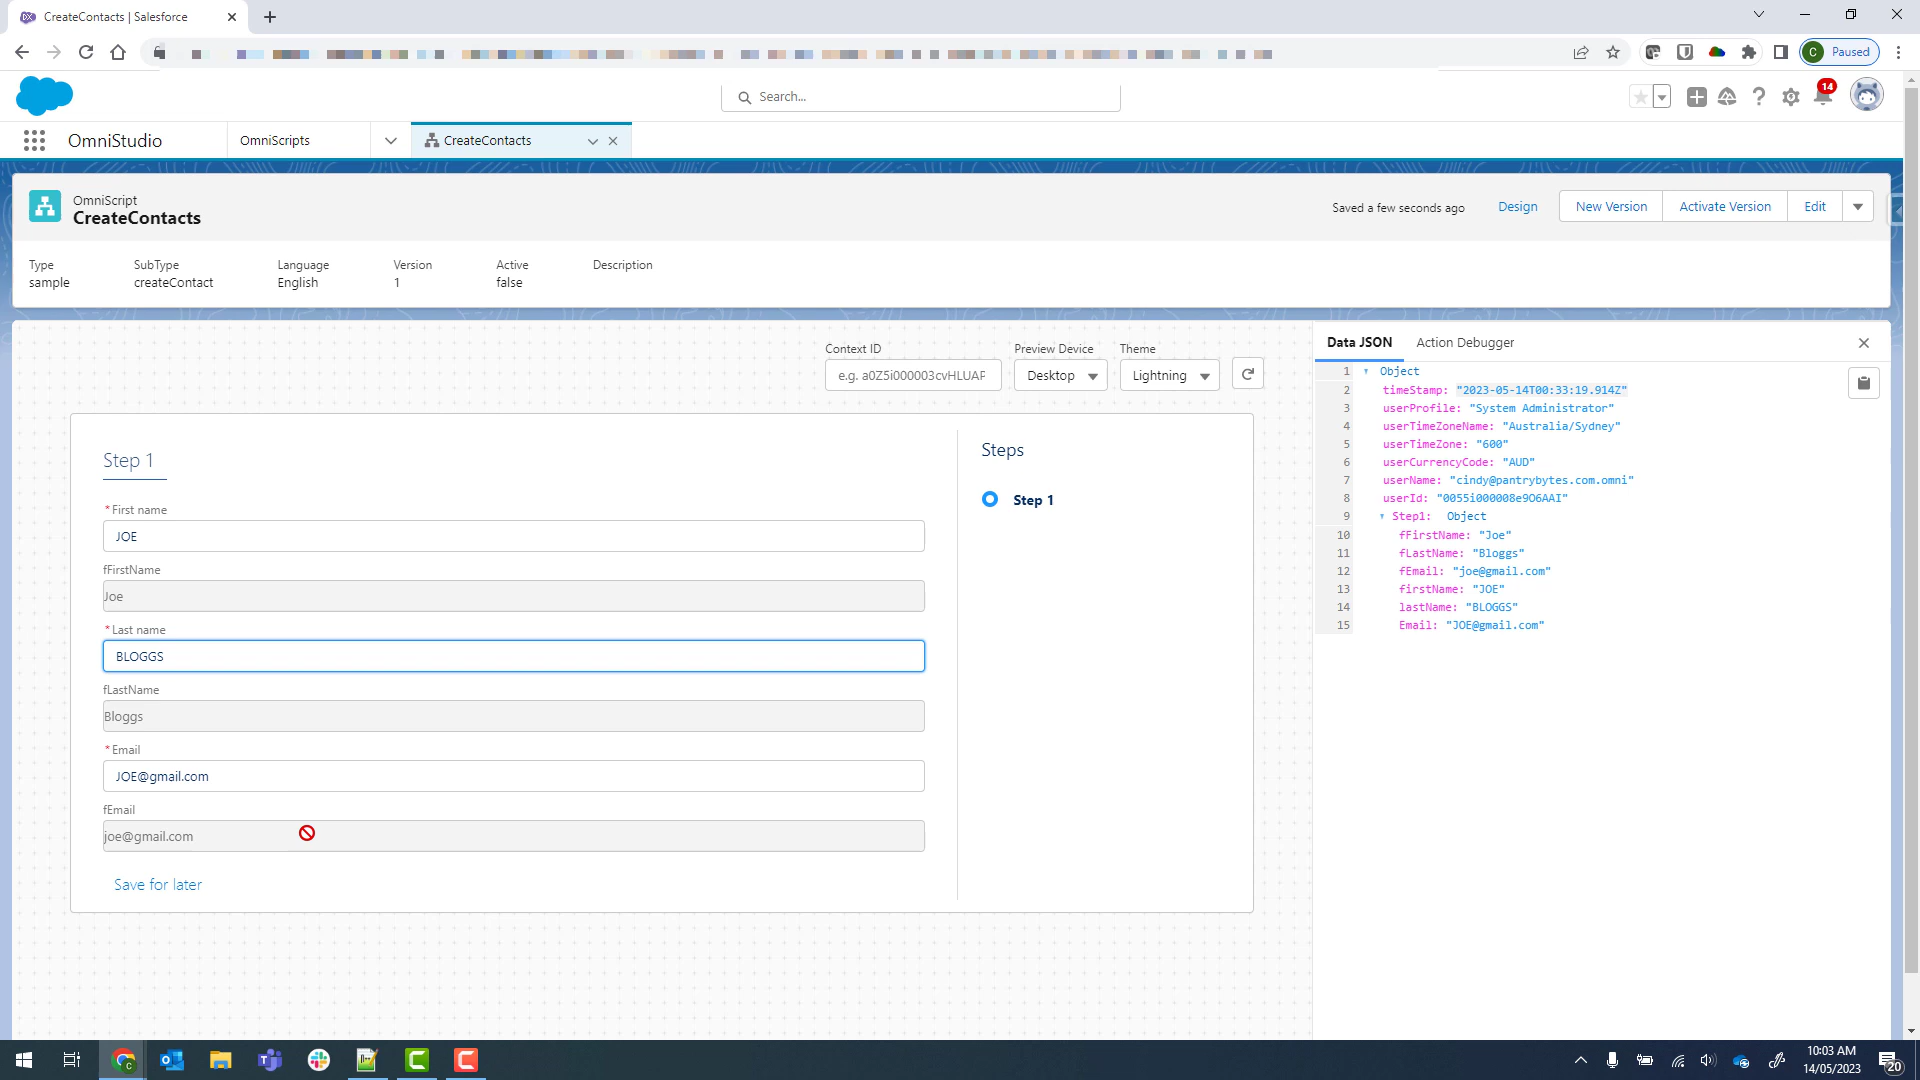 CreateContacts | Salesforce
C
Paused
Search...
14
OmniStudio
OmniScripts
CreateContacts
OmniScript
CreateContacts
Saved a few seconds ago
Design
New Version
Activate Version
Edit
Type
SubType
Language
Version
Active
Description
sample
createContact
English
1
false
Context ID
Preview Device
Theme
e.g. a0Z5i000003cvHLUAP
Desktop
Lightning
Step 1
*First name
JOE
fFirstName
Joe
*Last name
BLOGGS
fLastName
Bloggs
*Email
JOE@gmail.com
fEmail
joe@gmail.com
Save for later
Steps
Step 1
Data JSON
Action Debugger
1 Object
2 timeStamp: "2023-05-14T00:33:19.914Z"
3 userProfile: "System Administrator"
4 userTimeZoneName: "Australia/Sydney"
5 userTimeZone: "600"
6 userCurrencyCode: "AUD"
7 userName: "cindy@pantrybytes.com.omni"
8 userId: "0055i000008e9O6AAI"
9 Step1: Object
10 fFirstName: "Joe"
11 fLastName: "Bloggs"
12 fEmail: "joe@gmail.com"
13 firstName: "JOE"
14 lastName: "BLOGGS"
15 Email: "JOE@gmail.com"
10:03 AM
14/05/2023
20